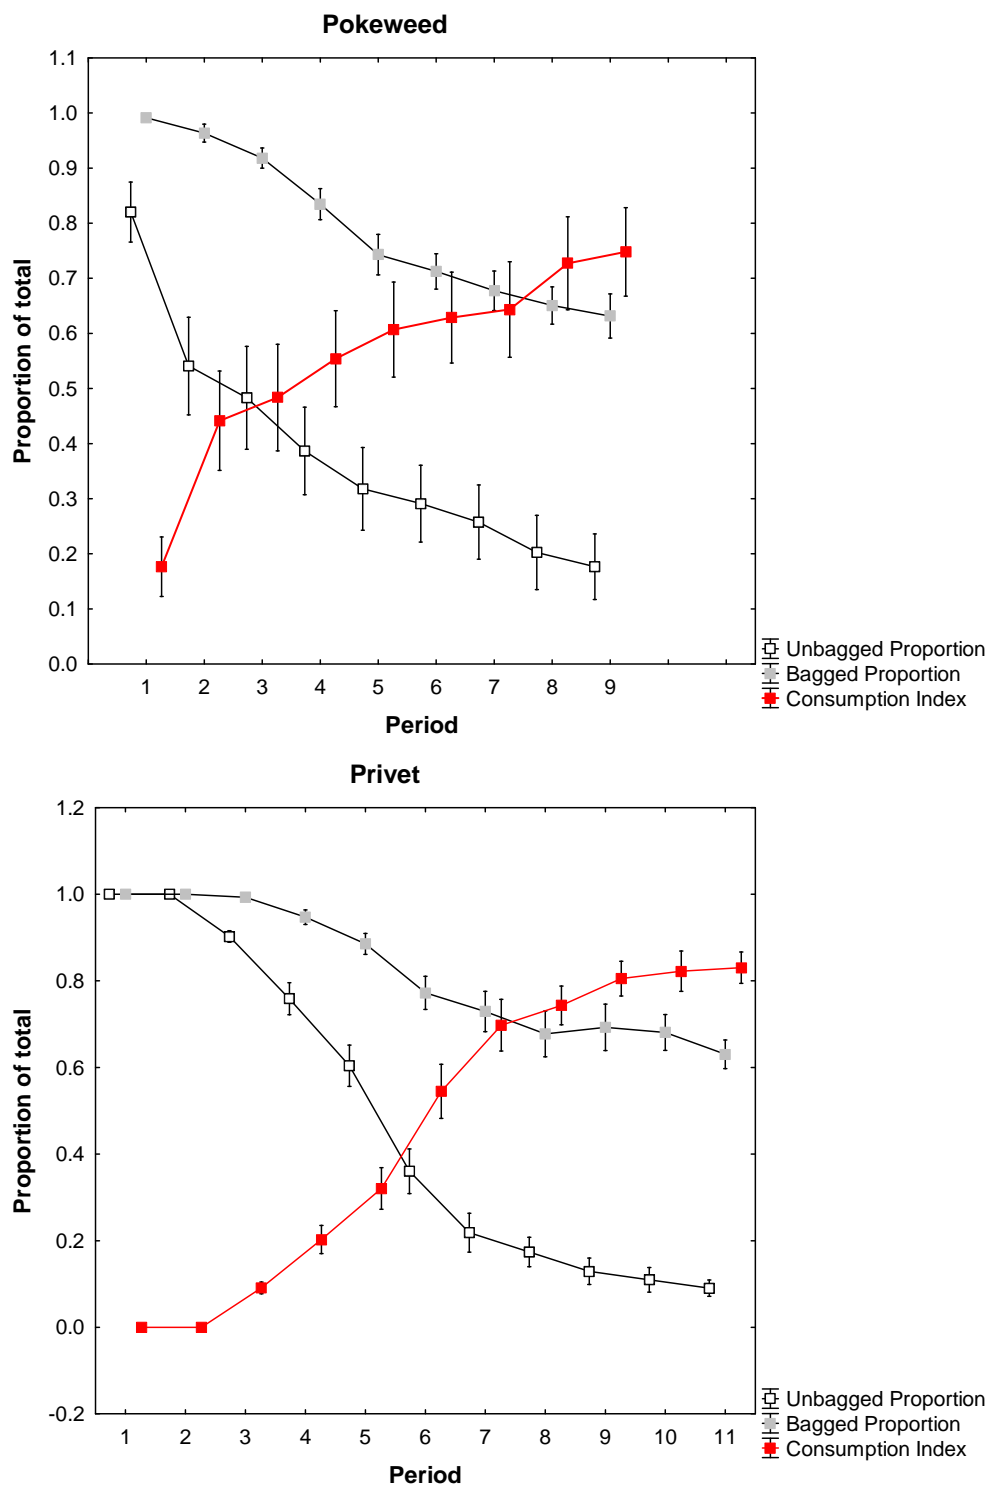 Pokeweed
1.1
1.0
0.9
0.8
0.7
0.6
0.5
0.4
0.3
0.2
0.1
0.0
Proportion of total
1 2 3 4 5 6 7 8 9
Period
Unbagged Proportion
Bagged Proportion
Consumption Index
Privet
1.2
1.0
0.8
0.6
0.4
0.2
0.0
-0.2
Proportion of total
1 2 3 4 5 6 7 8 9 10 11
Period
Unbagged Proportion
Bagged Proportion
Consumption Index